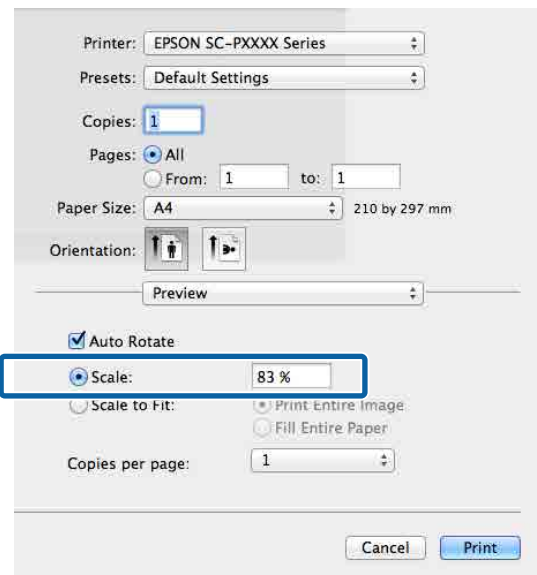 Printer: EPSON SC-PXXXX Series
Presets: Default Settings
Copies: 1
Pages: All
From: 1 to: 1
Paper Size: A4 210 by 297 mm
Orientation:
Preview
Auto Rotate
Scale: 83 %
Scale to Fit: Print Entire Image
Fill Entire Paper
Copies per page: 1
Cancel Print